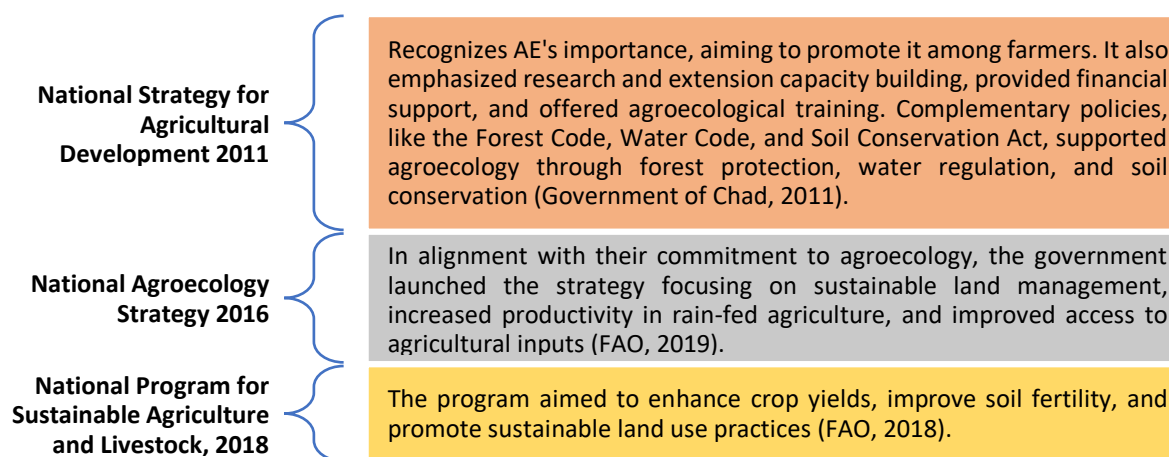 National Strategy for
Agricultural
Development 2011
Recognizes AE's importance, aiming to promote it among farmers. It also
emphasized research and extension capacity building, provided financial
support, and offered agroecological training. Complementary policies,
like the Forest Code, Water Code, and Soil Conservation Act, supported
agroecology through forest protection, water regulation, and soil
conservation (Government of Chad, 2011).
National Agroecology
Strategy 2016
In alignment with their commitment to agroecology, the government
launched the strategy focusing on sustainable land management,
increased productivity in rain-fed agriculture, and improved access to
agricultural inputs (FAO, 2019).
National Program for
Sustainable Agriculture
and Livestock, 2018
The program aimed to enhance crop yields, improve soil fertility, and
promote sustainable land use practices (FAO, 2018).